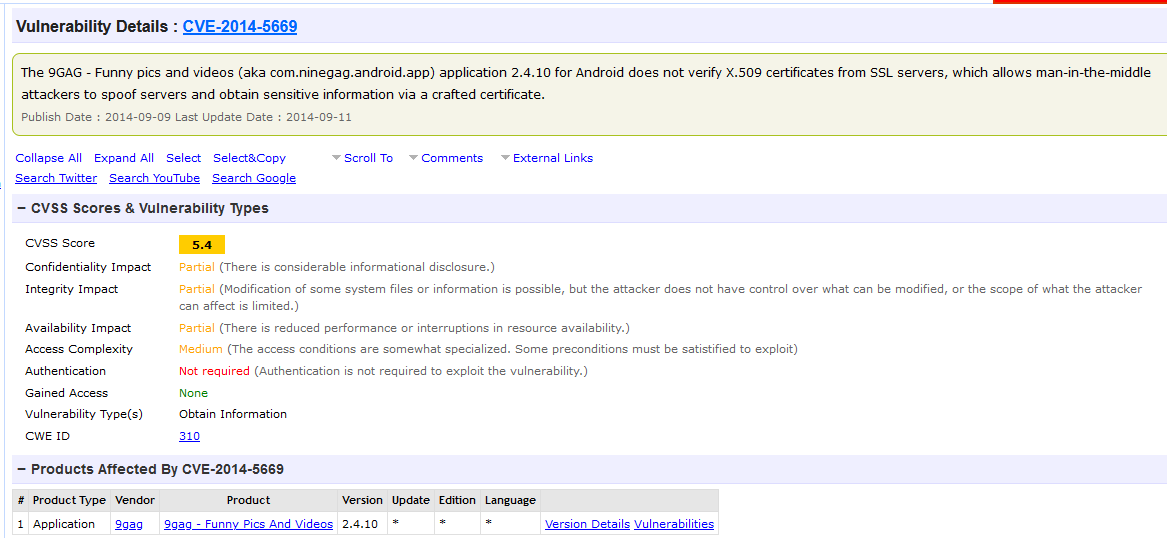 Vulnerability Details : CVE-2014-5669
The 9GAG - Funny pics and videos (aka com.ninegag.android.app) application 2.4.10 for Android does not verify X.509 certificates from SSL servers, which allows man-in-the-middle
attackers to spoof servers and obtain sensitive information via a crafted certificate.
Publish Date : 2014-09-09 Last Update Date : 2014-09-11
Collapse All Expand All Select Select&Copy Scroll To Comments External Links
Search Twitter Search YouTube Search Google
− CVSS Scores & Vulnerability Types
CVSS Score 5.4
Confidentiality Impact Partial (There is considerable informational disclosure.)
Integrity Impact Partial (Modification of some system files or information is possible, but the attacker does not have control over what can be modified, or the scope of what the attacker
can affect is limited.)
Availability Impact Partial (There is reduced performance or interruptions in resource availability.)
Access Complexity Medium (The access conditions are somewhat specialized. Some preconditions must be satistified to exploit)
Authentication Not required (Authentication is not required to exploit the vulnerability.)
Gained Access None
Vulnerability Type(s) Obtain Information
CWE ID 310
− Products Affected By CVE-2014-5669
# Product Type Vendor Product Version Update Edition Language
1 Application 9gag 9gag - Funny Pics And Videos 2.4.10 * * * Version Details Vulnerabilities